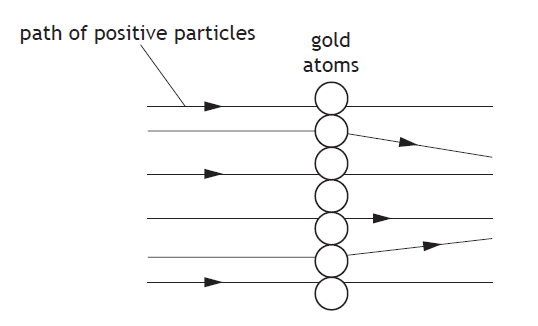 path of positive particles
gold
atoms